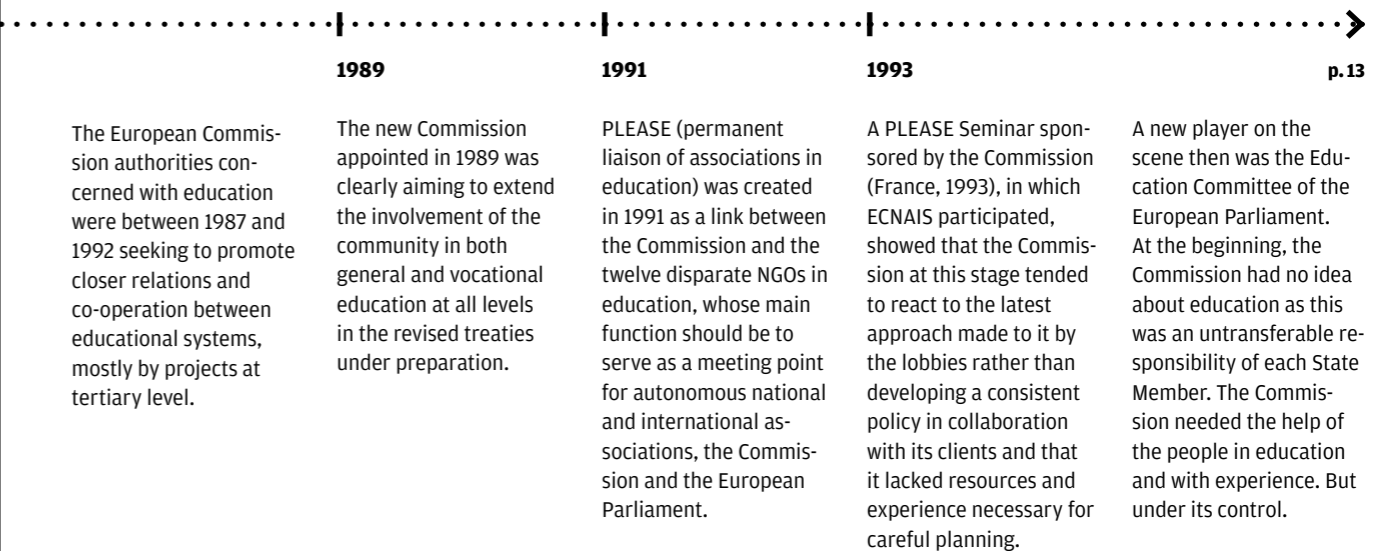 1989
1991
1993
p. 13
The European Commis-
sion authorities con-
cerned with education
were between 1987 and
1992 seeking to promote
closer relations and
co-operation between
educational systems,
mostly by projects at
tertiary level.
The new Commission
appointed in 1989 was
clearly aiming to extend
the involvement of the
community in both
general and vocational
education at all levels
in the revised treaties
under preparation.
PLEASE (permanent
liaison of associations in
education) was created
in 1991 as a link between
the Commission and the
twelve disparate NGOs in
education, whose main
function should be to
serve as a meeting point
for autonomous national
and international as-
sociations, the Commis-
sion and the European
Parliament.
A PLEASE Seminar spon-
sored by the Commission
(France, 1993), in which
ECNAIS participated,
showed that the Commis-
sion at this stage tended
to react to the latest
approach made to it by
the lobbies rather than
developing a consistent
policy in collaboration
with its clients and that
it lacked resources and
experience necessary for
careful planning.
A new player on the
scene then was the Edu-
cation Committee of the
European Parliament.
At the beginning, the
Commission had no idea
about education as this
was an untransferable re-
sponsibility of each State
Member. The Commis-
sion needed the help of
the people in education
and with experience. But
under its control.